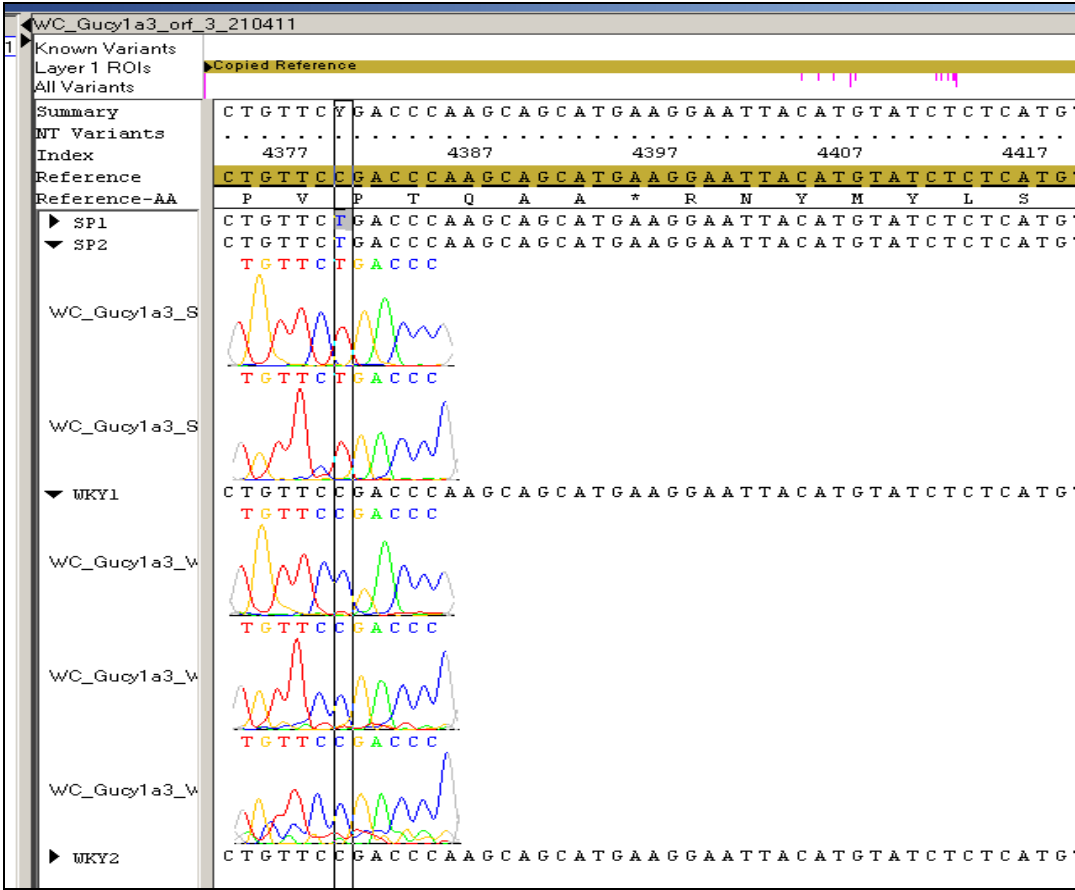 WC_Gucy1a3_orf_3_210411
1
Known Variants
Layer 1 ROIs Copied Reference
All Variants
Summary C T G T T C Y G A C C C A A G C A G C A T G A A G G A A T T A C A T G T A T C T C T C A T G
NT Variants . . . . . . . . . . . . . . . . . . . . . . . . . . . . . . . . . . . . . . . . . . . . .
Index 4377 4387 4397 4407 4417
Reference C T G T T C C G A C C C A A G C A G C A T G A A G G A A T T A C A T G T A T C T C T C A T G
Reference-AA P V P T Q A A * R N Y M Y L S
SP1 C T G T T C T G A C C C A A G C A G C A T G A A G G A A T T A C A T G T A T C T C T C A T G
SP2 C T G T T C T G A C C C A A G C A G C A T G A A G G A A T T A C A T G T A T C T C T C A T G
T G T T C T G A C C C
WC_Gucy1a3_S
T G T T C T G A C C C
WC_Gucy1a3_S
WKY1 C T G T T C C G A C C C A A G C A G C A T G A A G G A A T T A C A T G T A T C T C T C A T G
T G T T C C G A C C C
WC_Gucy1a3_W
T G T T C C G A C C C
WC_Gucy1a3_W
T G T T C C G A C C C
WC_Gucy1a3_W
WKY2 C T G T T C C G A C C C A A G C A G C A T G A A G G A A T T A C A T G T A T C T C T C A T G